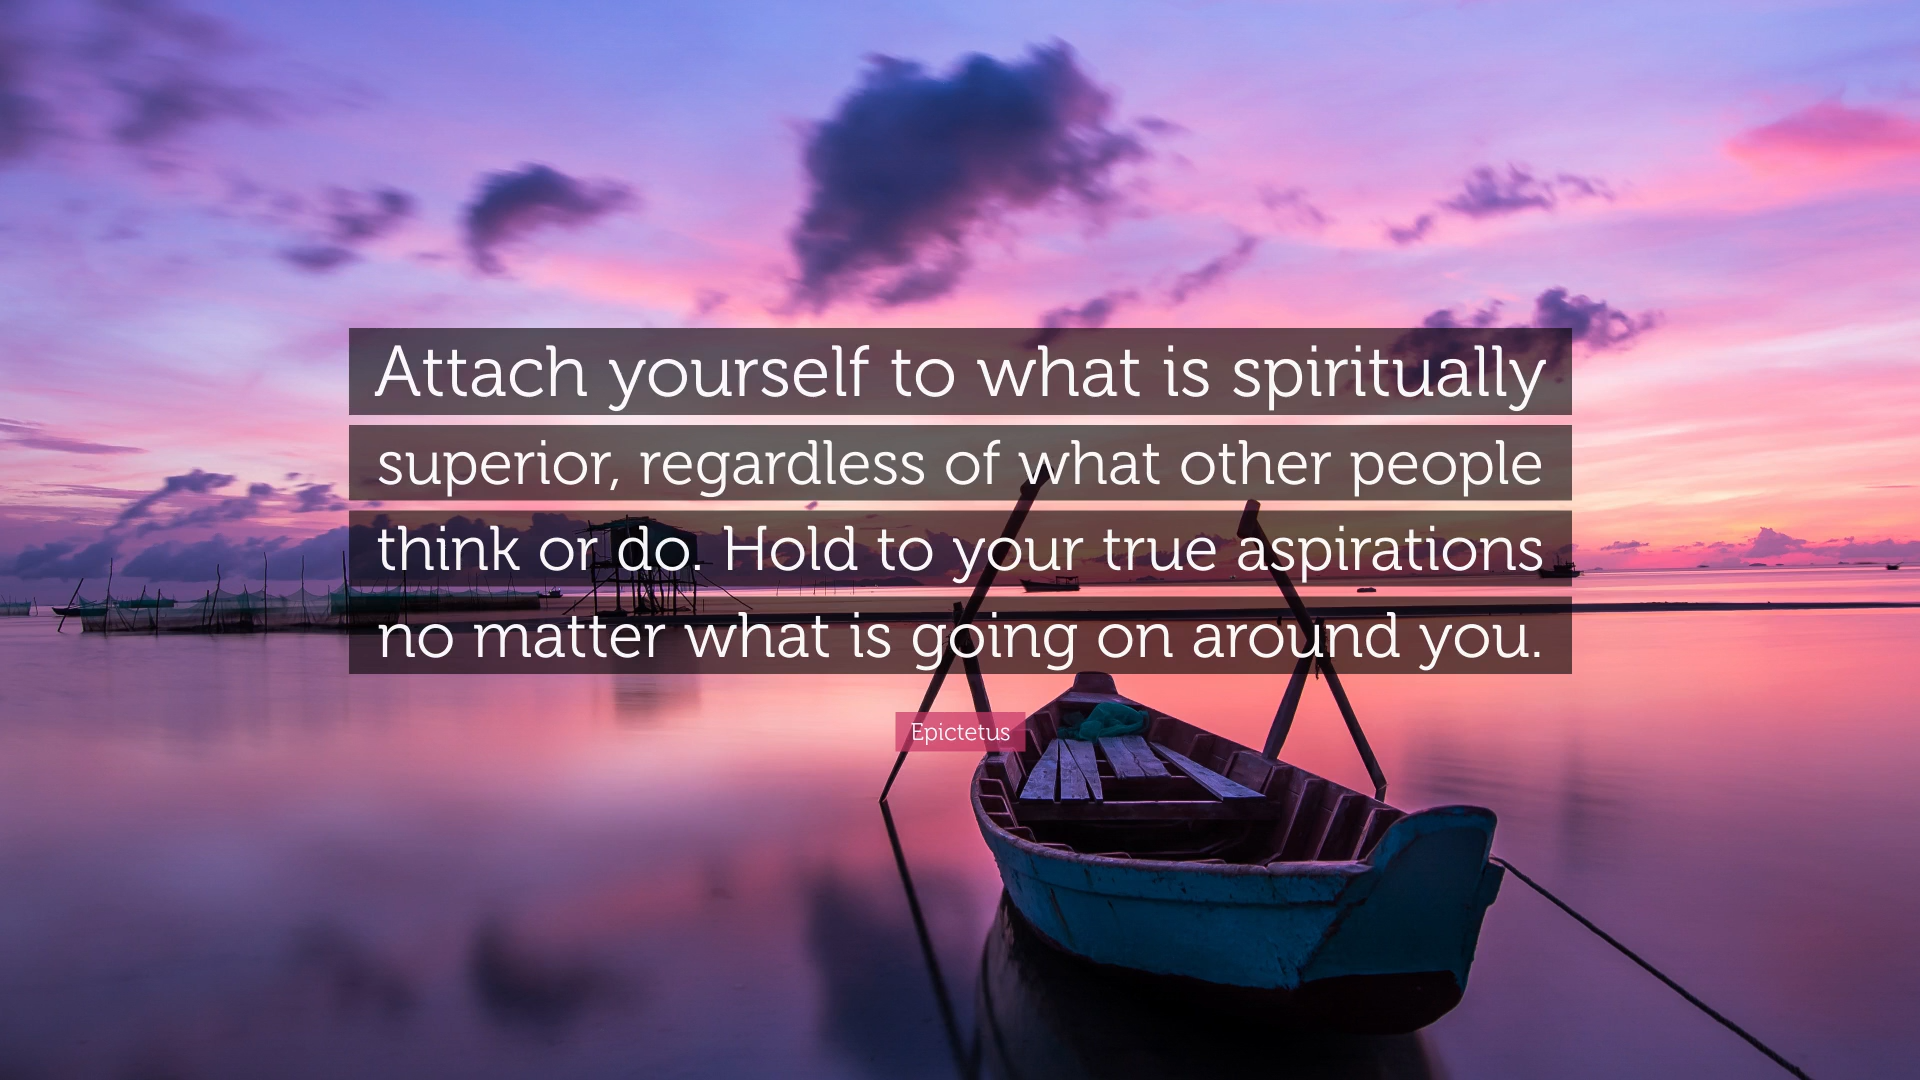 Attach yourself to what is spiritually
superior, regardless of what other people
think or do. Hold to your true aspirations
no matter what is going on around you.
Epictetus